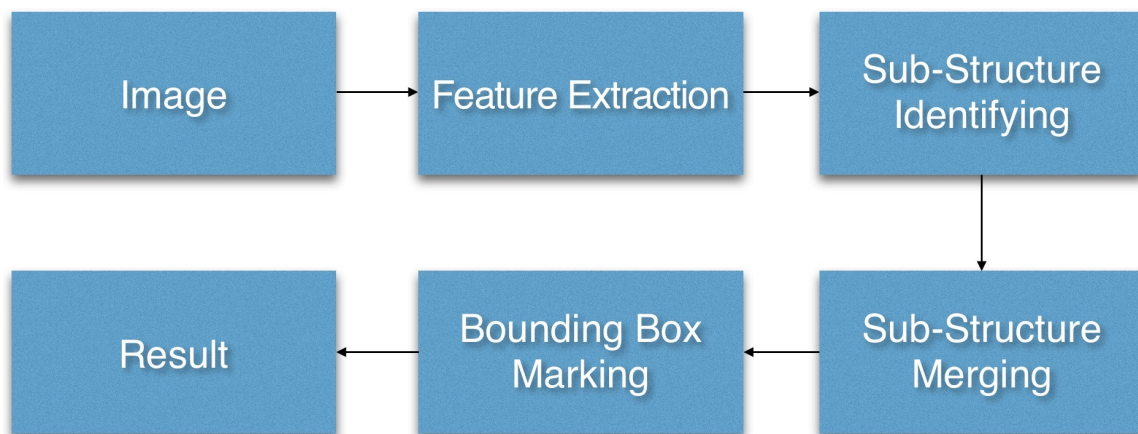 Image
Feature Extraction
Sub-Structure
Identifying
Sub-Structure
Merging
Bounding Box
Marking
Result